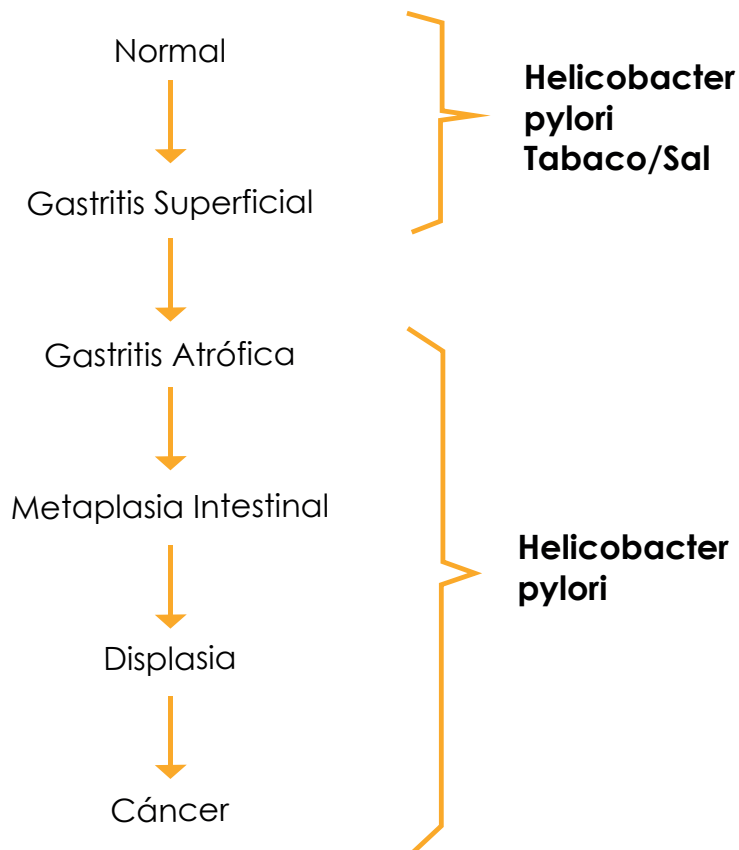 Normal
Helicobacter
pylori
Tabaco/Sal
Gastritis Superficial
Gastritis Atrófica
Metaplasia Intestinal
Helicobacter
pylori
Displasia
Cáncer